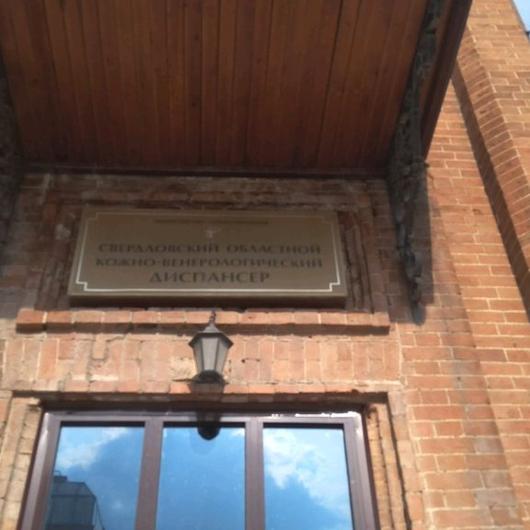 СВЕРДЛОВСКИЙ ОБЛАСТНОЙ
КОЖНО-ВЕНЕРОЛОГИЧЕСКИЙ
ДИСПАНСЕР